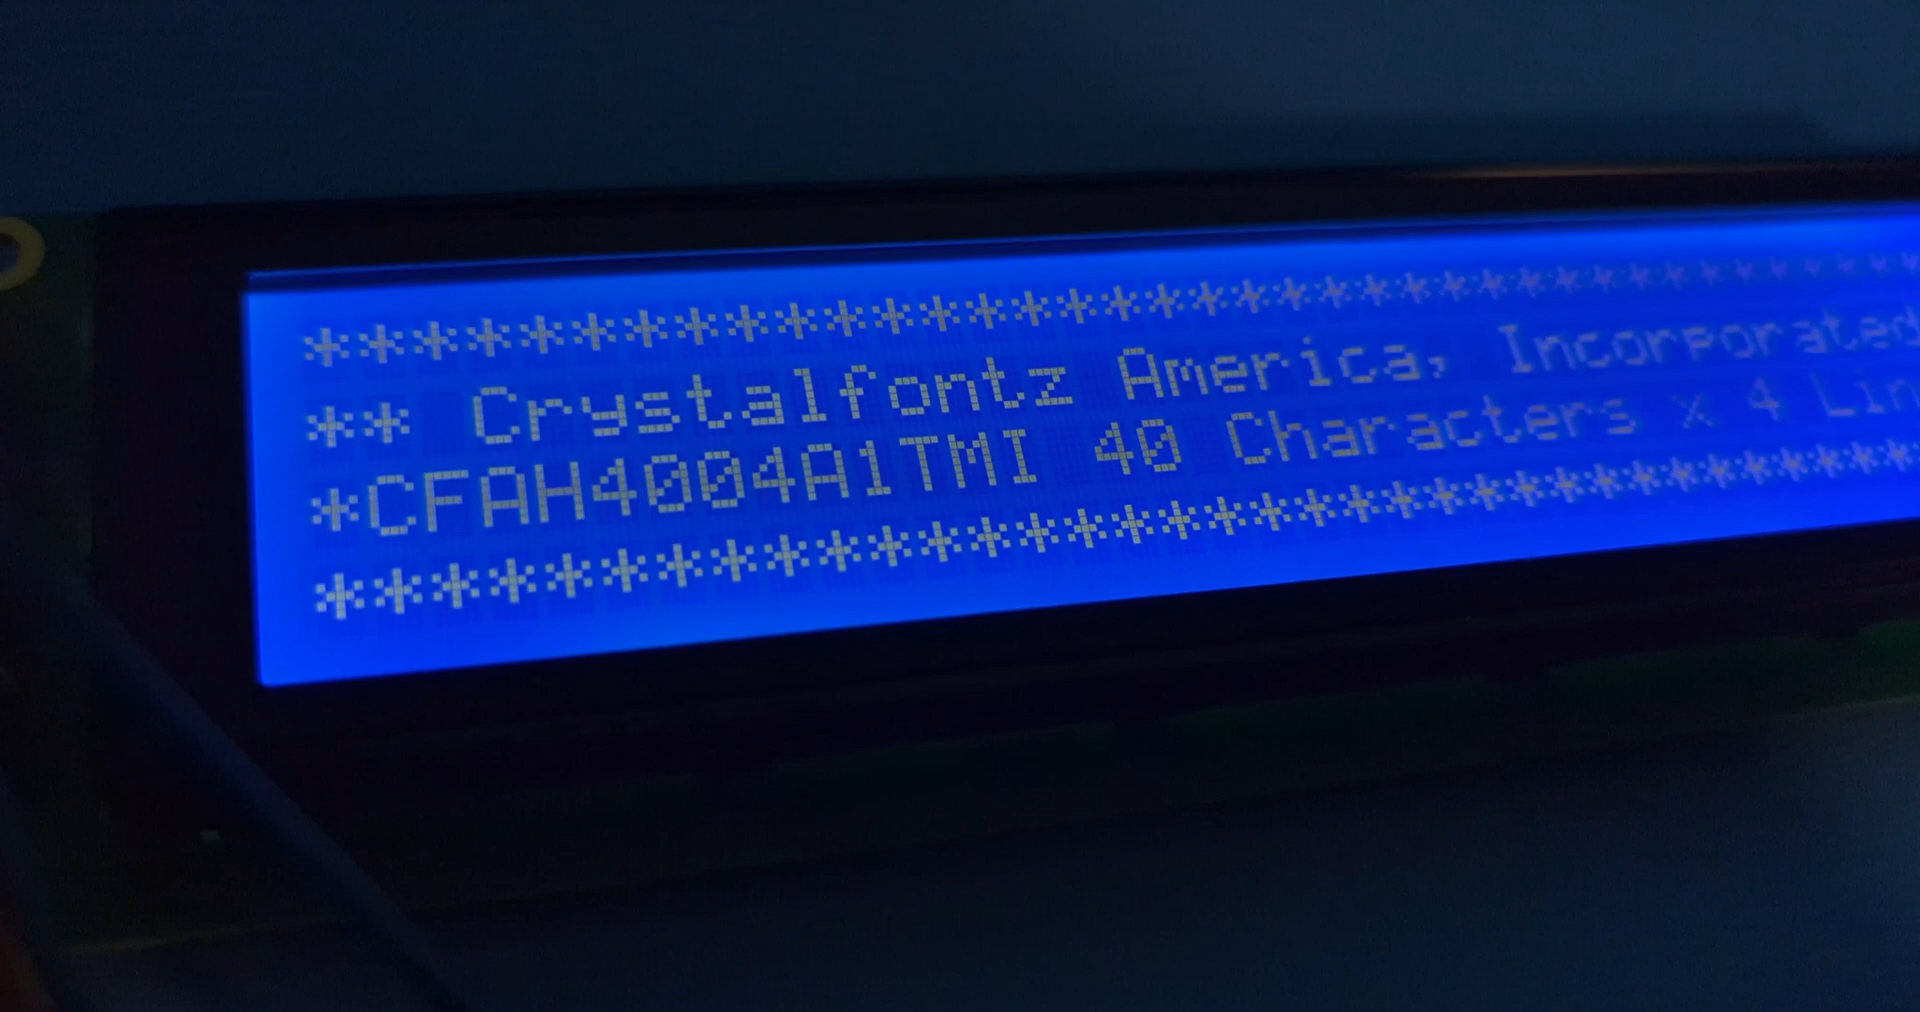 **************************************
** Crystalfontz America, Incorporated
*CFAH4004A1TMI 40 Characters x 4 Lin
***********************************